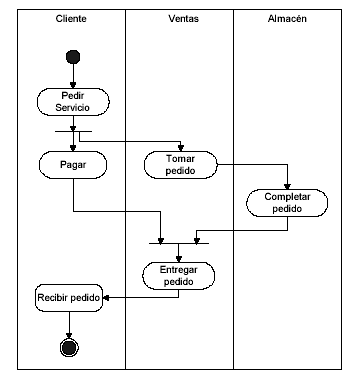 Cliente
Ventas
Almacén
Pedir
Servicio
Pagar
Tomar
pedido
Completar
pedido
Entregar
pedido
Recibir pedido